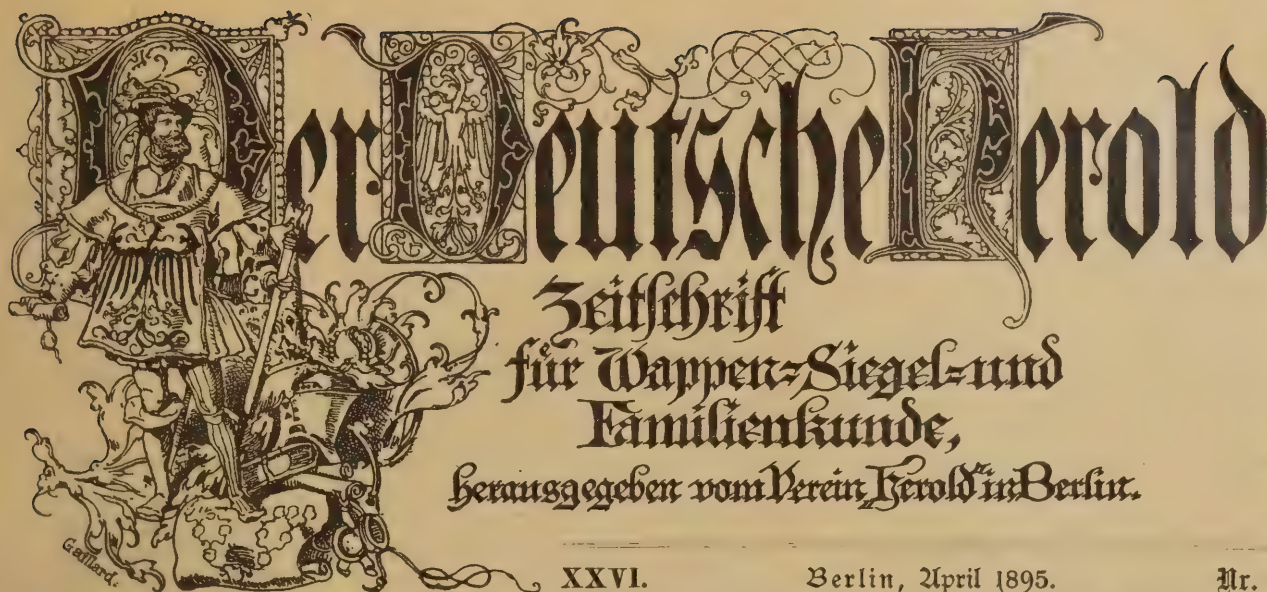 Der Deutsche Herold
Zeitschrift
für Wappen-Siegel-und
Familienkunde,
herausgegeben vom Verein „Herold“ in Berlin.
Gaillard.
XXVI. Berlin, April 1895. Nr.